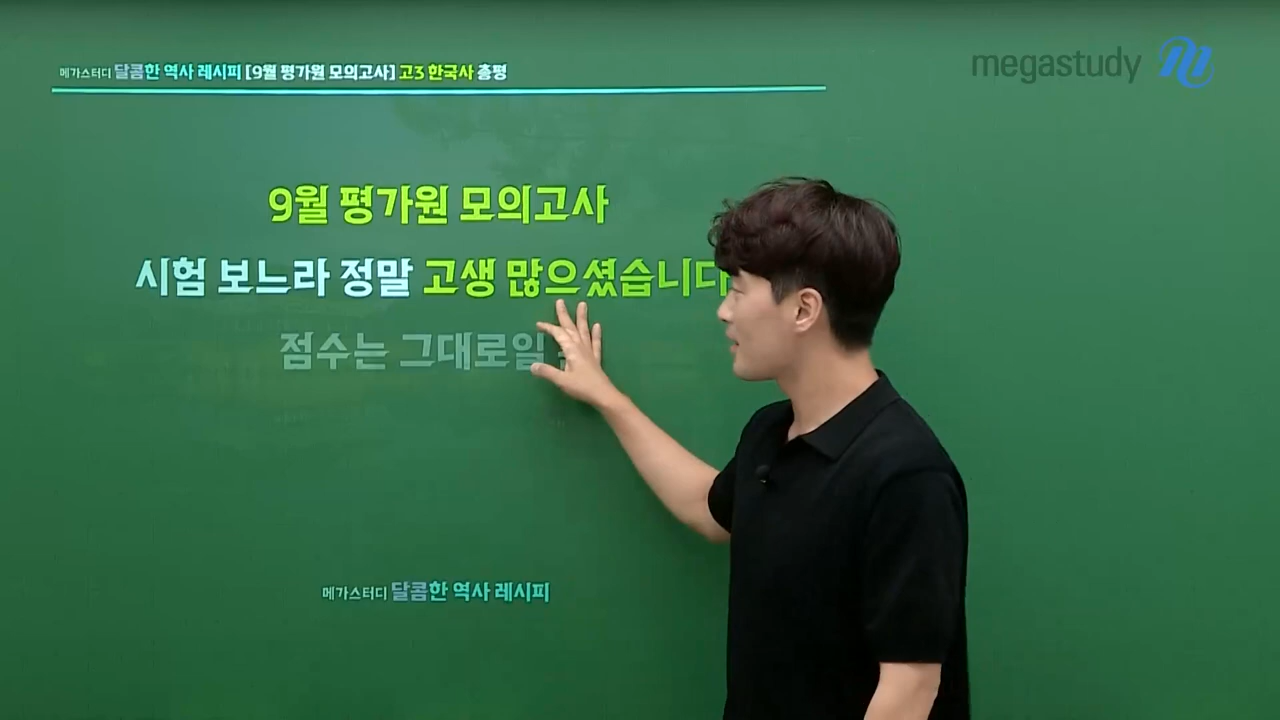 메가스터디 달콤한 역사 레시피 [9월 평가원 모의고사] 고3 한국사 총평
megastudy
9월 평가원 모의고사
시험 보느라 정말 고생 많으셨습니다
점수는 그대로일
메가스터디 달콤한 역사 레시피